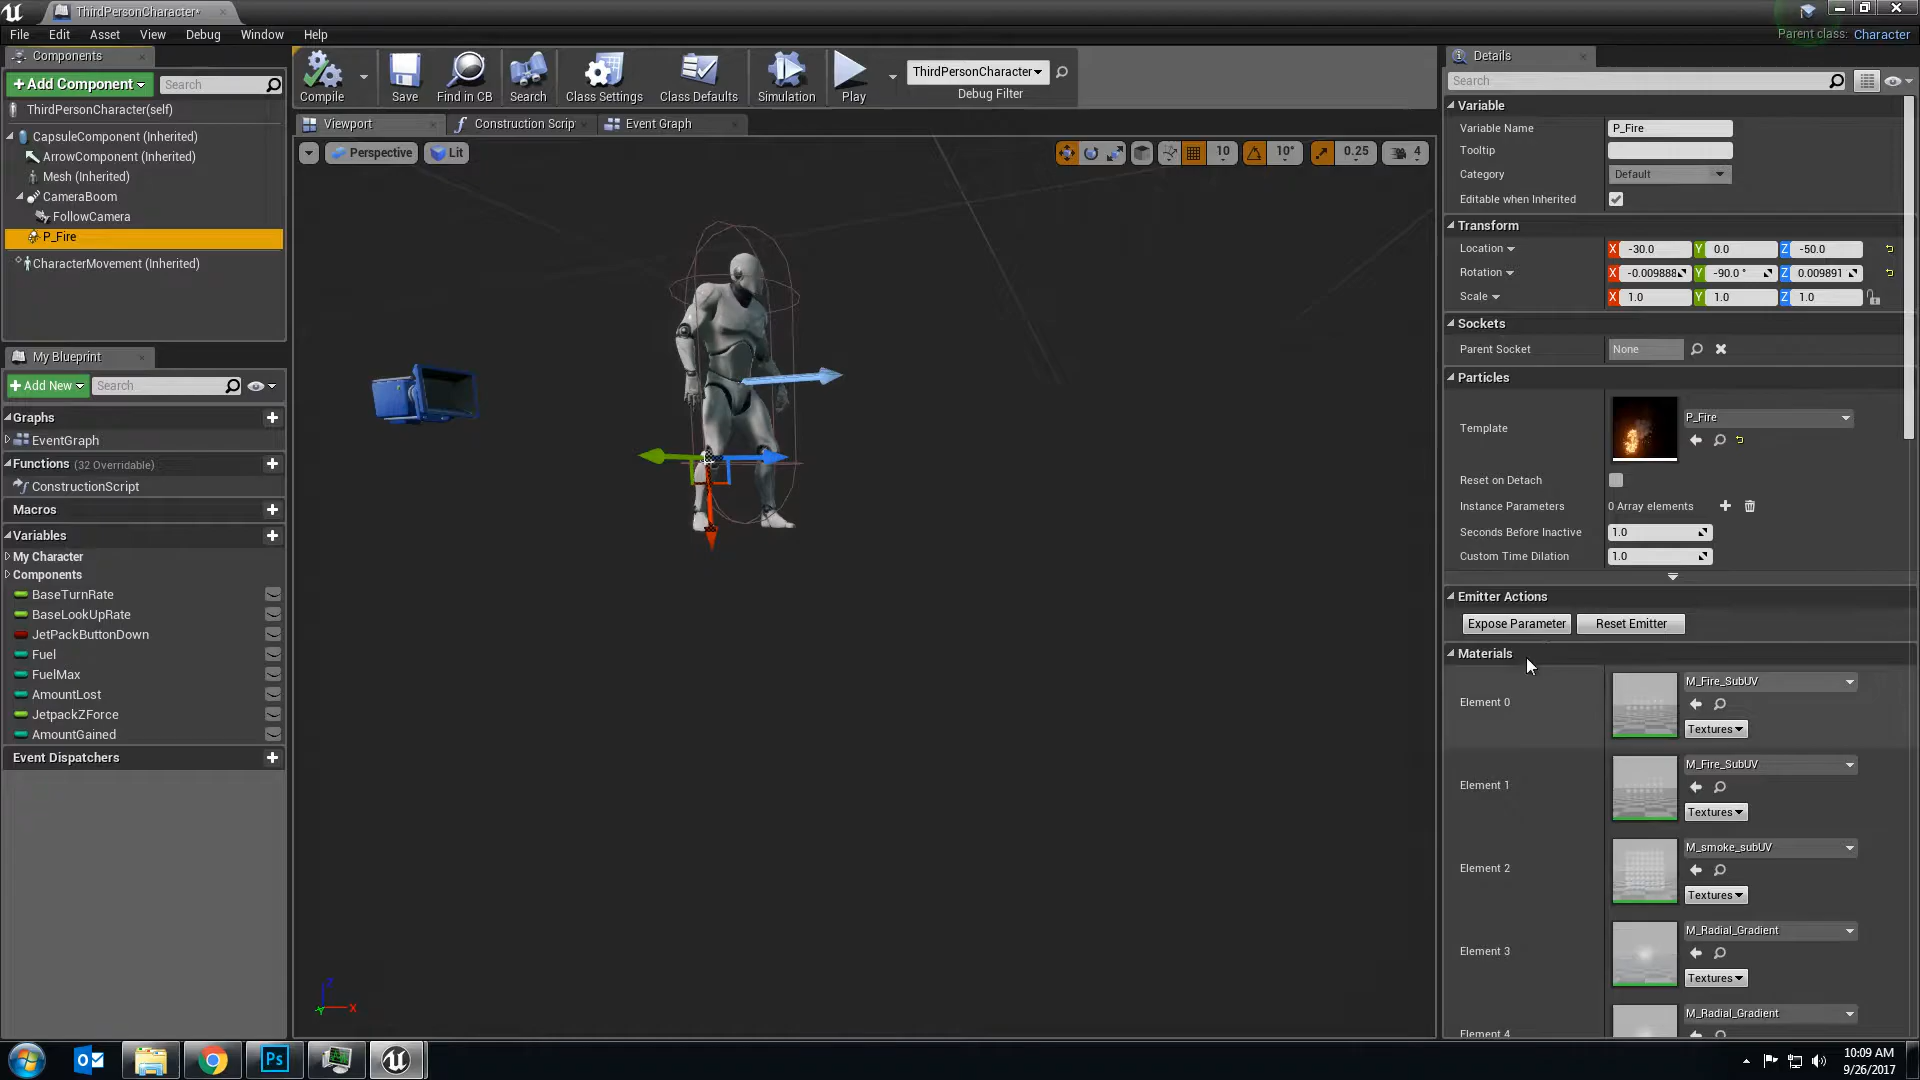 ThirdPersonCharacter*
File Edit Asset View Debug Window Help
Parent class: Character
Components
+Add Component
Search
ThirdPersonCharacter(self)
CapsuleComponent (Inherited)
ArrowComponent (Inherited)
Mesh (Inherited)
CameraBoom
FollowCamera
P_Fire
CharacterMovement (Inherited)
My Blueprint
+Add New
Search
Graphs
EventGraph
Functions (32 Overridable)
ConstructionScript
Macros
Variables
My Character
Components
BaseTurnRate
BaseLookUpRate
JetPackButtonDown
Fuel
FuelMax
AmountLost
JetpackZForce
AmountGained
Event Dispatchers
Compile
Save
Find in CB
Search
Class Settings
Class Defaults
Simulation
Play
ThirdPersonCharacter
Debug Filter
Viewport
Construction Scrip
Event Graph
Perspective
Lit
10
10°
0.25
4
Z
X
Y
Details
Search
Variable
Variable Name P_Fire
Tooltip
Category Default
Editable when Inherited
Transform
Location X -30.0 Y 0.0 Z -50.0
Rotation X -0.009888 Y -90.0 ° Z 0.009891
Scale X 1.0 Y 1.0 Z 1.0
Sockets
Parent Socket None
Particles
Template P_Fire
Reset on Detach
Instance Parameters 0 Array elements
Seconds Before Inactive 1.0
Custom Time Dilation 1.0
Emitter Actions
Expose Parameter Reset Emitter
Materials
Element 0 M_Fire_SubUV
Textures
Element 1 M_Fire_SubUV
Textures
Element 2 M_smoke_subUV
Textures
Element 3 M_Radial_Gradient
Textures
Element 4 M_Radial_Gradient
Ps
10:09 AM
9/26/2017